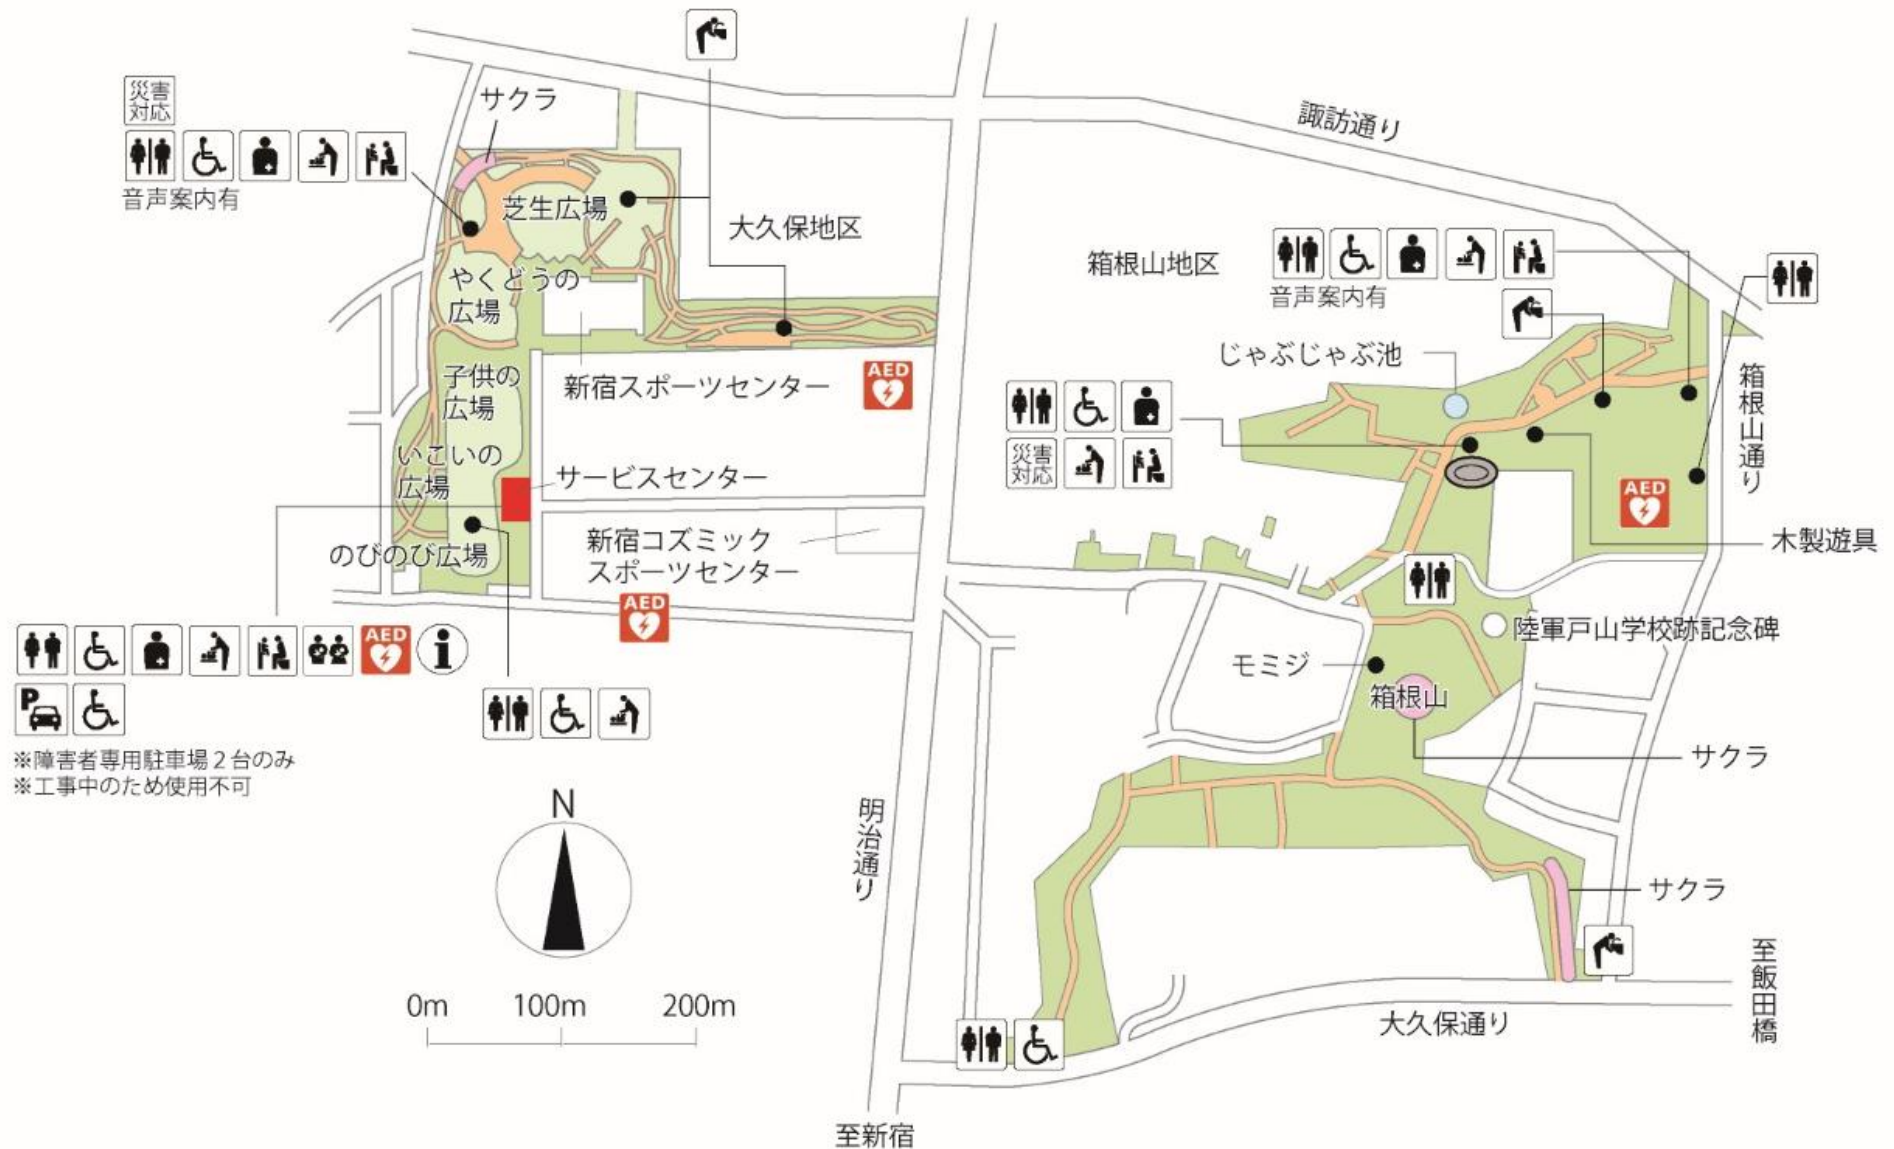 災害
対応
音声案内有
サクラ
芝生広場
大久保地区
やくどうの
広場
子供の
広場
新宿スポーツセンター
AED
いこいの
広場
サービスセンター
のびのび広場
新宿コズミック
スポーツセンター
AED
AED
i
P
※障害者専用駐車場2台のみ
※工事中のため使用不可
N
0m 100m 200m
明治通り
至新宿
諏訪通り
箱根山地区
音声案内有
じゃぶじゃぶ池
災害
対応
箱根山通り
AED
木製遊具
陸軍戸山学校跡記念碑
モミジ
箱根山
サクラ
サクラ
大久保通り
至飯田橋